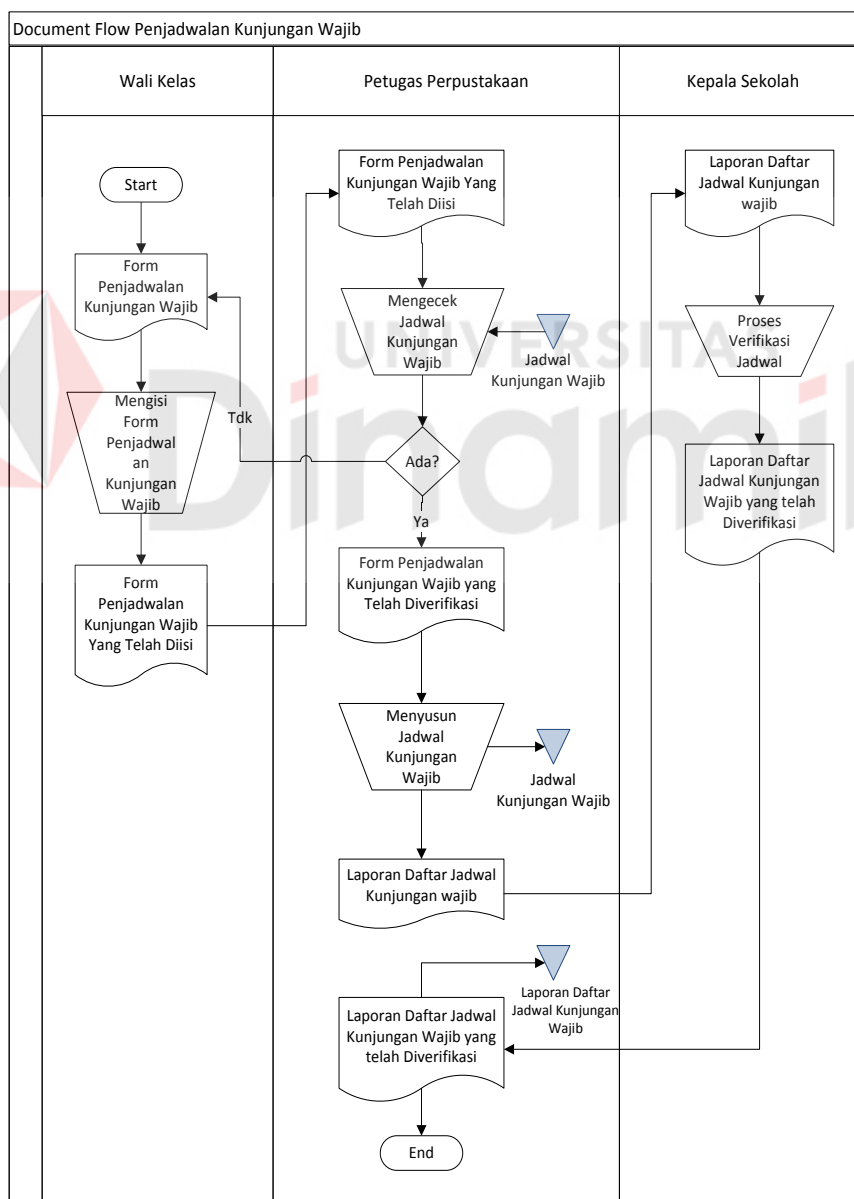 Document Flow Penjadwalan Kunjungan Wajib
Wali Kelas
Petugas Perpustakaan
Kepala Sekolah
Start
Form
Penjadwalan
Kunjungan Wajib
Mengisi
Form
Penjadwal
an
Kunjungan
Wajib
Form
Penjadwalan
Kunjungan Wajib
Yang Telah Diisi
Tdk
Form Penjadwalan
Kunjungan Wajib Yang
Telah Diisi
Mengecek
Jadwal
Kunjungan
Wajib
Jadwal
Kunjungan Wajib
Ada?
Ya
Form Penjadwalan
Kunjungan Wajib yang
Telah Diverifikasi
Menyusun
Jadwal
Kunjungan
Wajib
Jadwal
Kunjungan Wajib
Laporan Daftar Jadwal
Kunjungan wajib
Laporan Daftar
Jadwal Kunjungan
Wajib
Laporan Daftar Jadwal
Kunjungan Wajib yang
telah Diverifikasi
End
Laporan Daftar
Jadwal Kunjungan
wajib
Proses
Verifikasi
Jadwal
Laporan Daftar
Jadwal Kunjungan
Wajib yang telah
Diverifikasi
UNIVERSITAS
Dinami